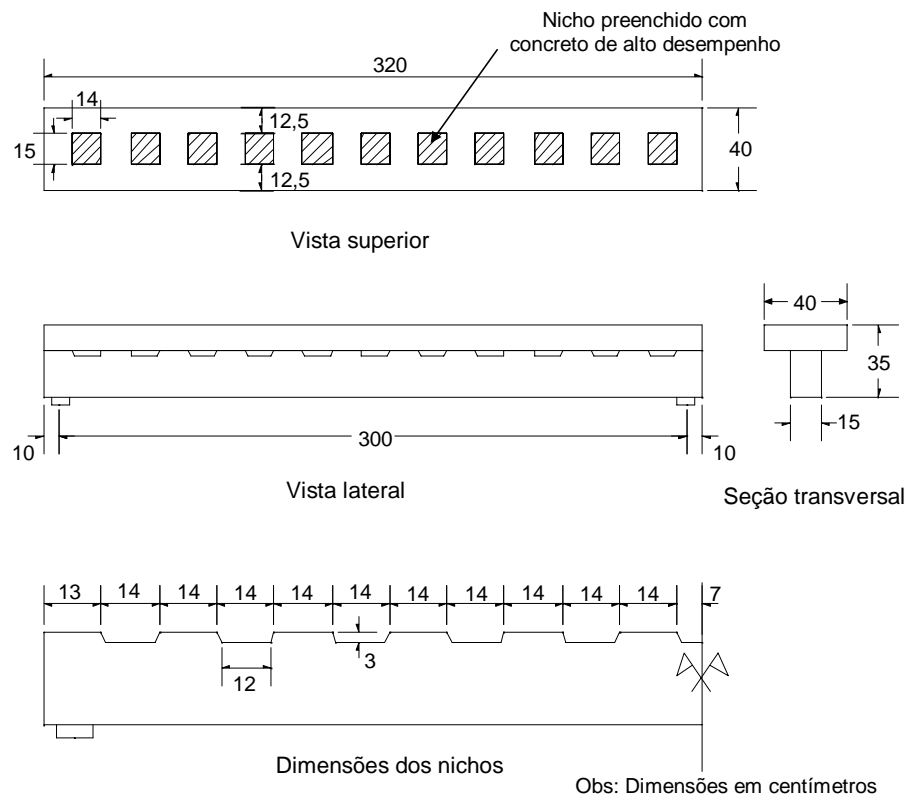 Nicho preenchido com
concreto de alto desempenho
320
14
12,5
15
40
12,5
Vista superior
40
35
15
10
300
10
Vista lateral
Seção transversal
13 14 14 14 14 14 14 14 14 14 14 7
3
12
Dimensões dos nichos
Obs: Dimensões em centímetros